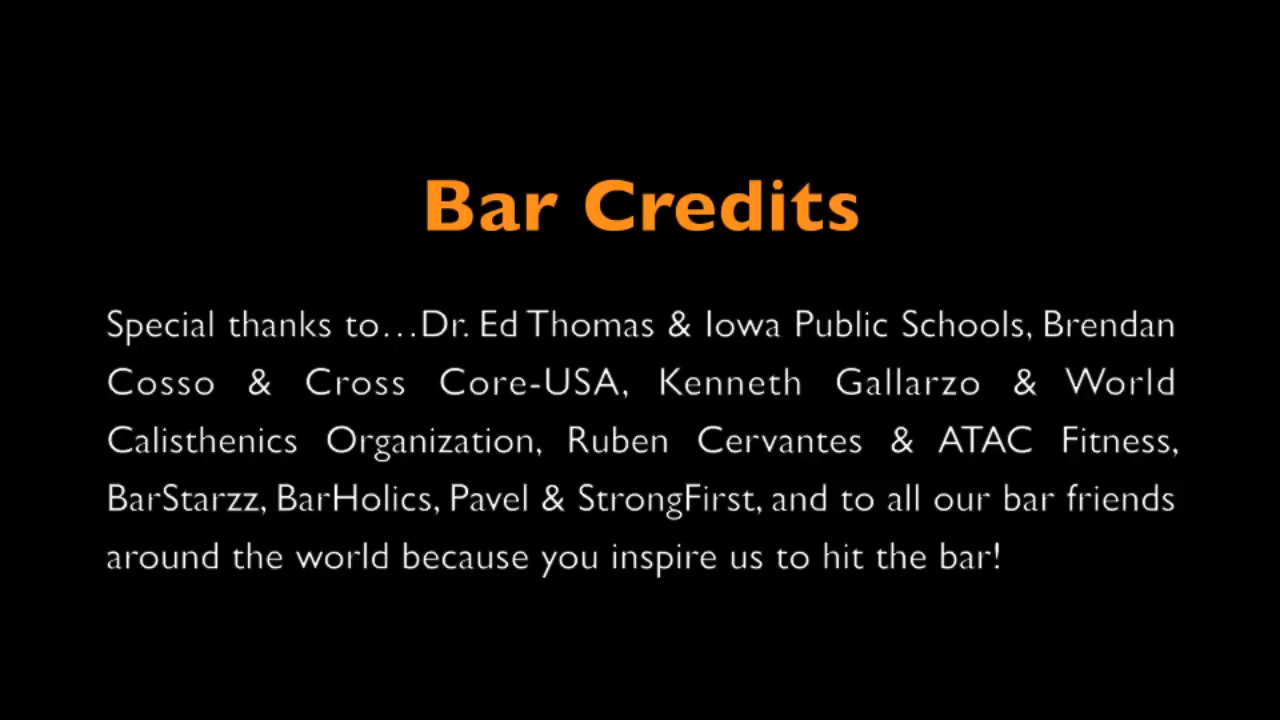 Bar Credits
Special thanks to...Dr. Ed Thomas & Iowa Public Schools, Brendan
Cosso & Cross Core-USA, Kenneth Gallarzo & World
Calisthenics Organization, Ruben Cervantes & ATAC Fitness,
BarStarzz, BarHolics, Pavel & StrongFirst, and to all our bar friends
around the world because you inspire us to hit the bar!